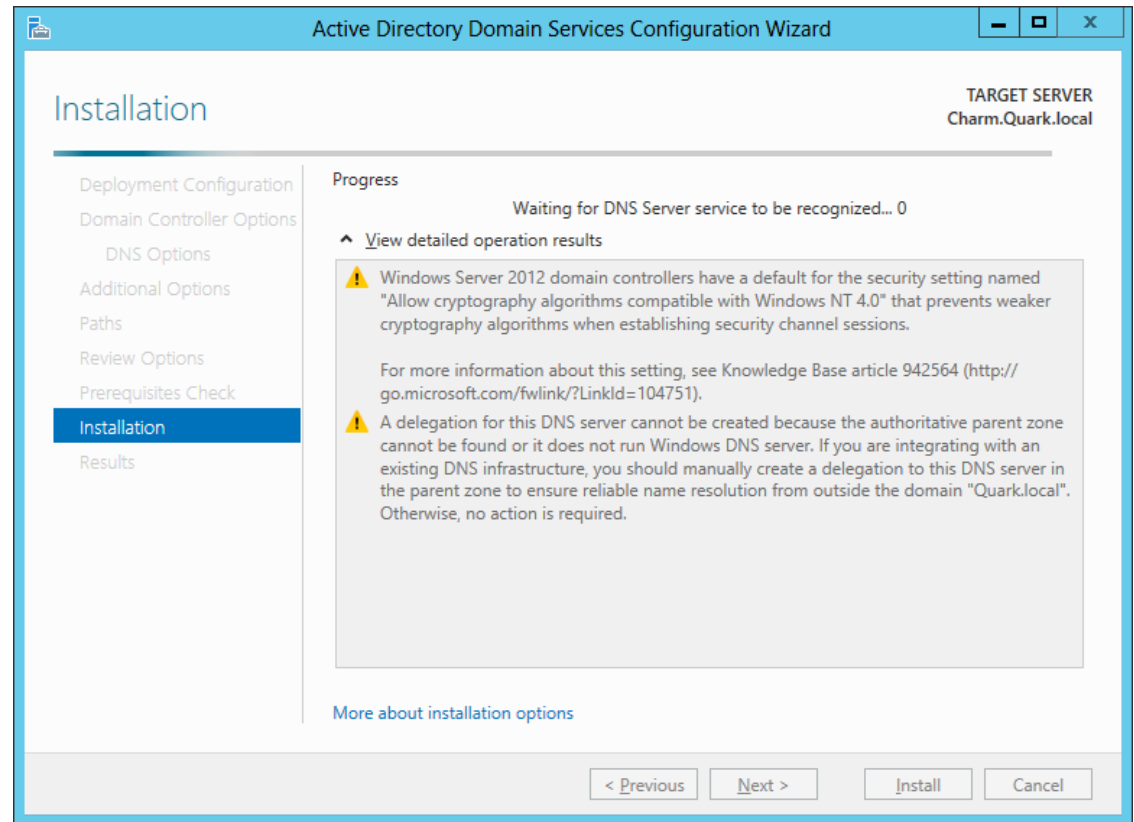 Active Directory Domain Services Configuration Wizard
Installation
TARGET SERVER
Charm.Quark.local
Deployment Configuration
Domain Controller Options
DNS Options
Additional Options
Paths
Review Options
Prerequisites Check
Installation
Results
Progress
Waiting for DNS Server service to be recognized... 0
View detailed operation results
Windows Server 2012 domain controllers have a default for the security setting named
"Allow cryptography algorithms compatible with Windows NT 4.0" that prevents weaker
cryptography algorithms when establishing security channel sessions.
For more information about this setting, see Knowledge Base article 942564 (http://
go.microsoft.com/fwlink/?LinkId=104751).
A delegation for this DNS server cannot be created because the authoritative parent zone
cannot be found or it does not run Windows DNS server. If you are integrating with an
existing DNS infrastructure, you should manually create a delegation to this DNS server in
the parent zone to ensure reliable name resolution from outside the domain "Quark.local".
Otherwise, no action is required.
More about installation options
< Previous
Next >
Install
Cancel